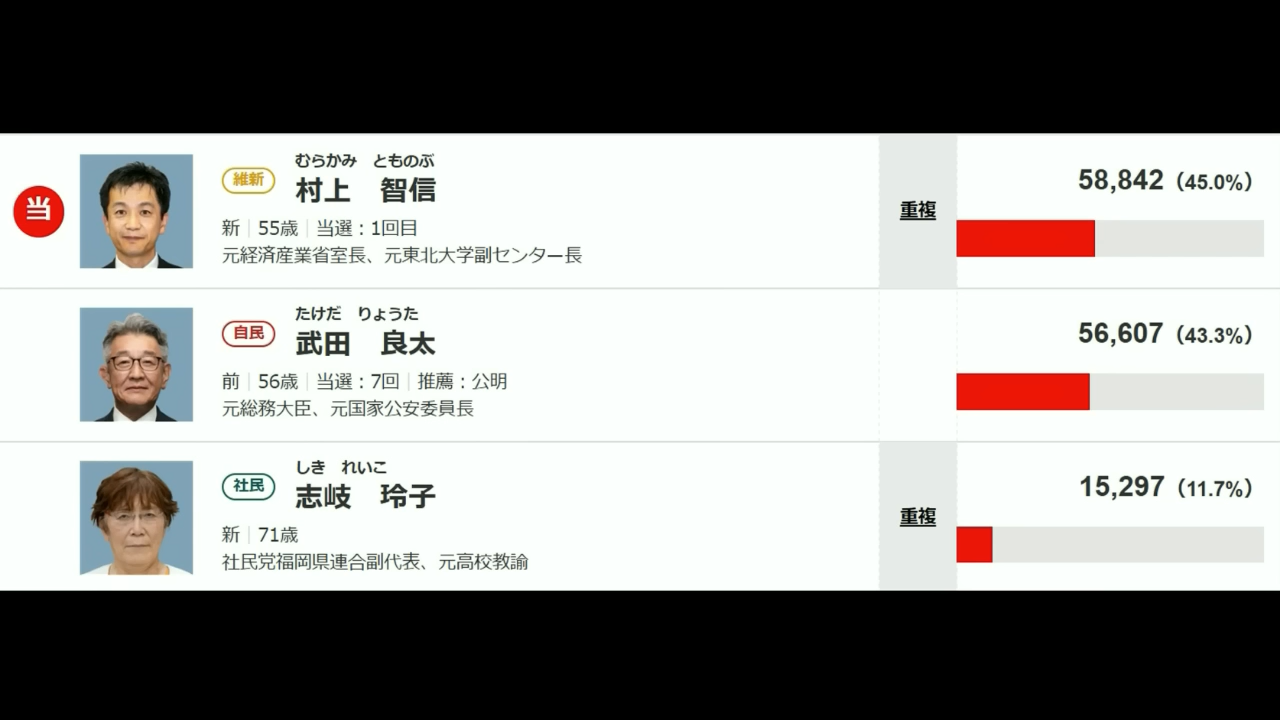 当
維新
むらかみ　とものぶ
村上　智信
新｜55歳｜当選：1回目
元経済産業省室長、元東北大学副センター長
重複
58,842（45.0%）
自民
たけだ　りょうた
武田　良太
前｜56歳｜当選：7回｜推薦：公明
元総務大臣、元国家公安委員長
56,607（43.3%）
社民
しき　れいこ
志岐　玲子
新｜71歳
社民党福岡県連合副代表、元高校教諭
重複
15,297（11.7%）